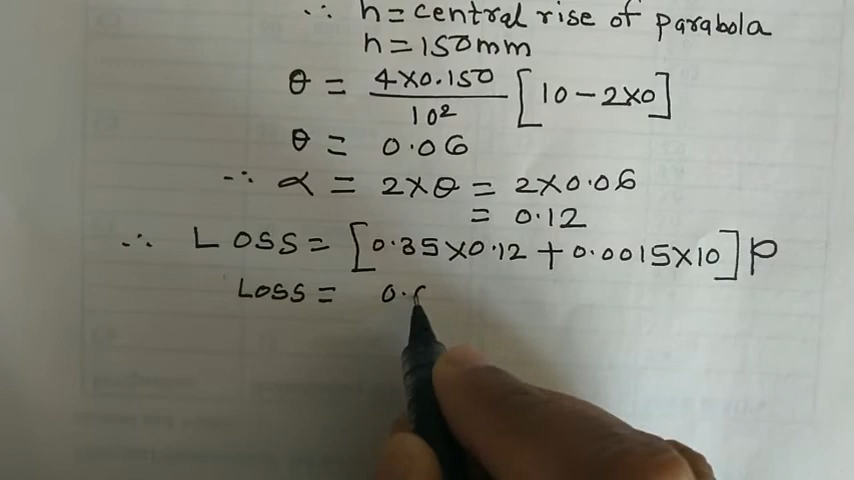 ∴ h = central rise of parabola
h = 150mm
θ = 4×0.150 / 10² [10 − 2×0]
θ = 0.06
∴ α = 2×θ = 2×0.06
= 0.12
∴ Loss = [0.35×0.12 + 0.0015×10] P
Loss = 0.